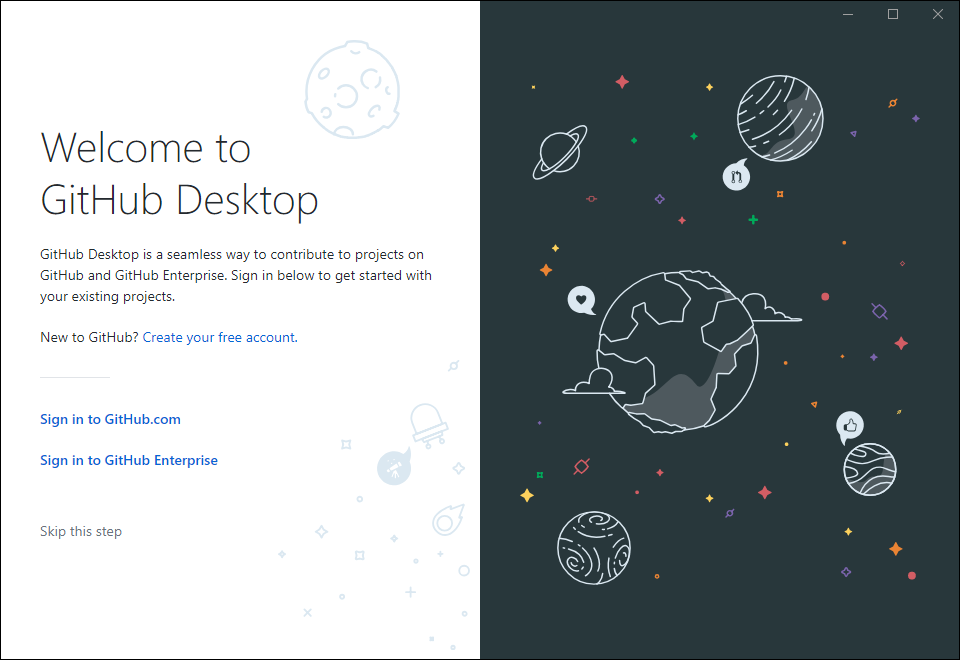 Welcome to
GitHub Desktop
GitHub Desktop is a seamless way to contribute to projects on
GitHub and GitHub Enterprise. Sign in below to get started with
your existing projects.
New to GitHub? Create your free account.
Sign in to GitHub.com
Sign in to GitHub Enterprise
Skip this step